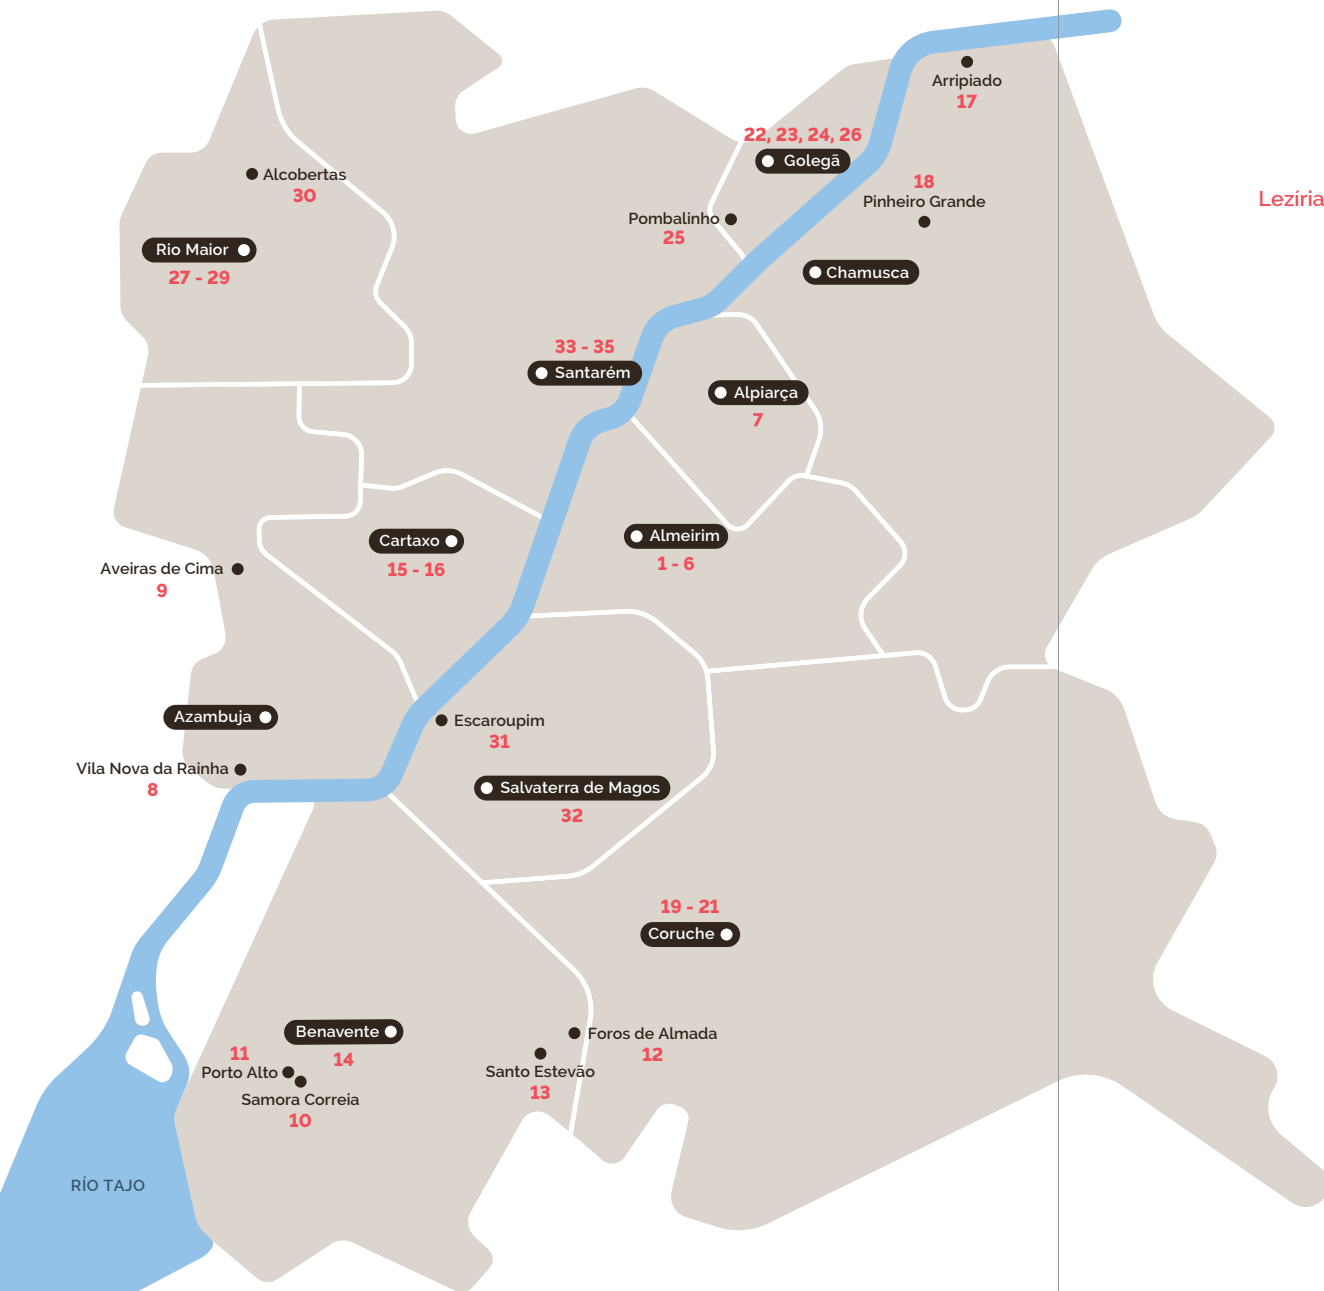 Arripiado
17
22, 23, 24, 26
Golegã
Alcobertas
30
18
Pinheiro Grande
Lezíria
Pombalinho
25
Rio Maior
27 - 29
Chamusca
33 - 35
Santarém
Alpiarça
7
Cartaxo
15 - 16
Almeirim
1 - 6
Aveiras de Cima
9
Azambuja
Escaroupim
31
Vila Nova da Rainha
8
Salvaterra de Magos
32
19 - 21
Coruche
Benavente
14
11
Porto Alto
Samora Correia
10
Foros de Almada
12
Santo Estevão
13
RÍO TAJO